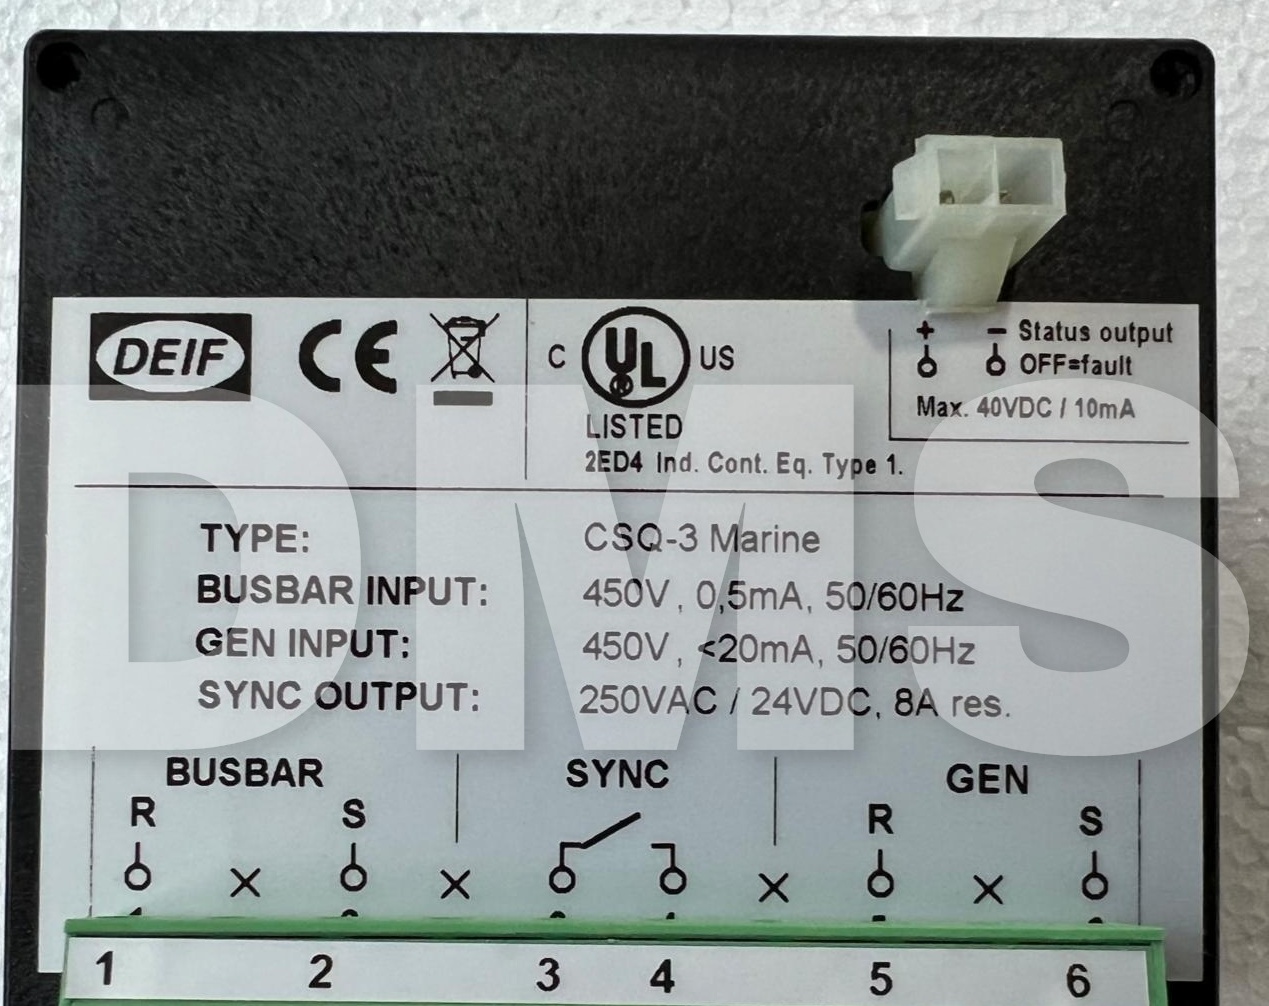 DEIF
CE
C UL US
®
LISTED
2ED4 Ind. Cont. Eq. Type 1.
+ − Status output
OFF=fault
Max. 40VDC / 10mA
DMS
TYPE: CSQ-3 Marine
BUSBAR INPUT: 450V, 0,5mA, 50/60Hz
GEN INPUT: 450V, <20mA, 50/60Hz
SYNC OUTPUT: 250VAC / 24VDC, 8A res.
BUSBAR SYNC GEN
R S R S
1 2 3 4 5 6